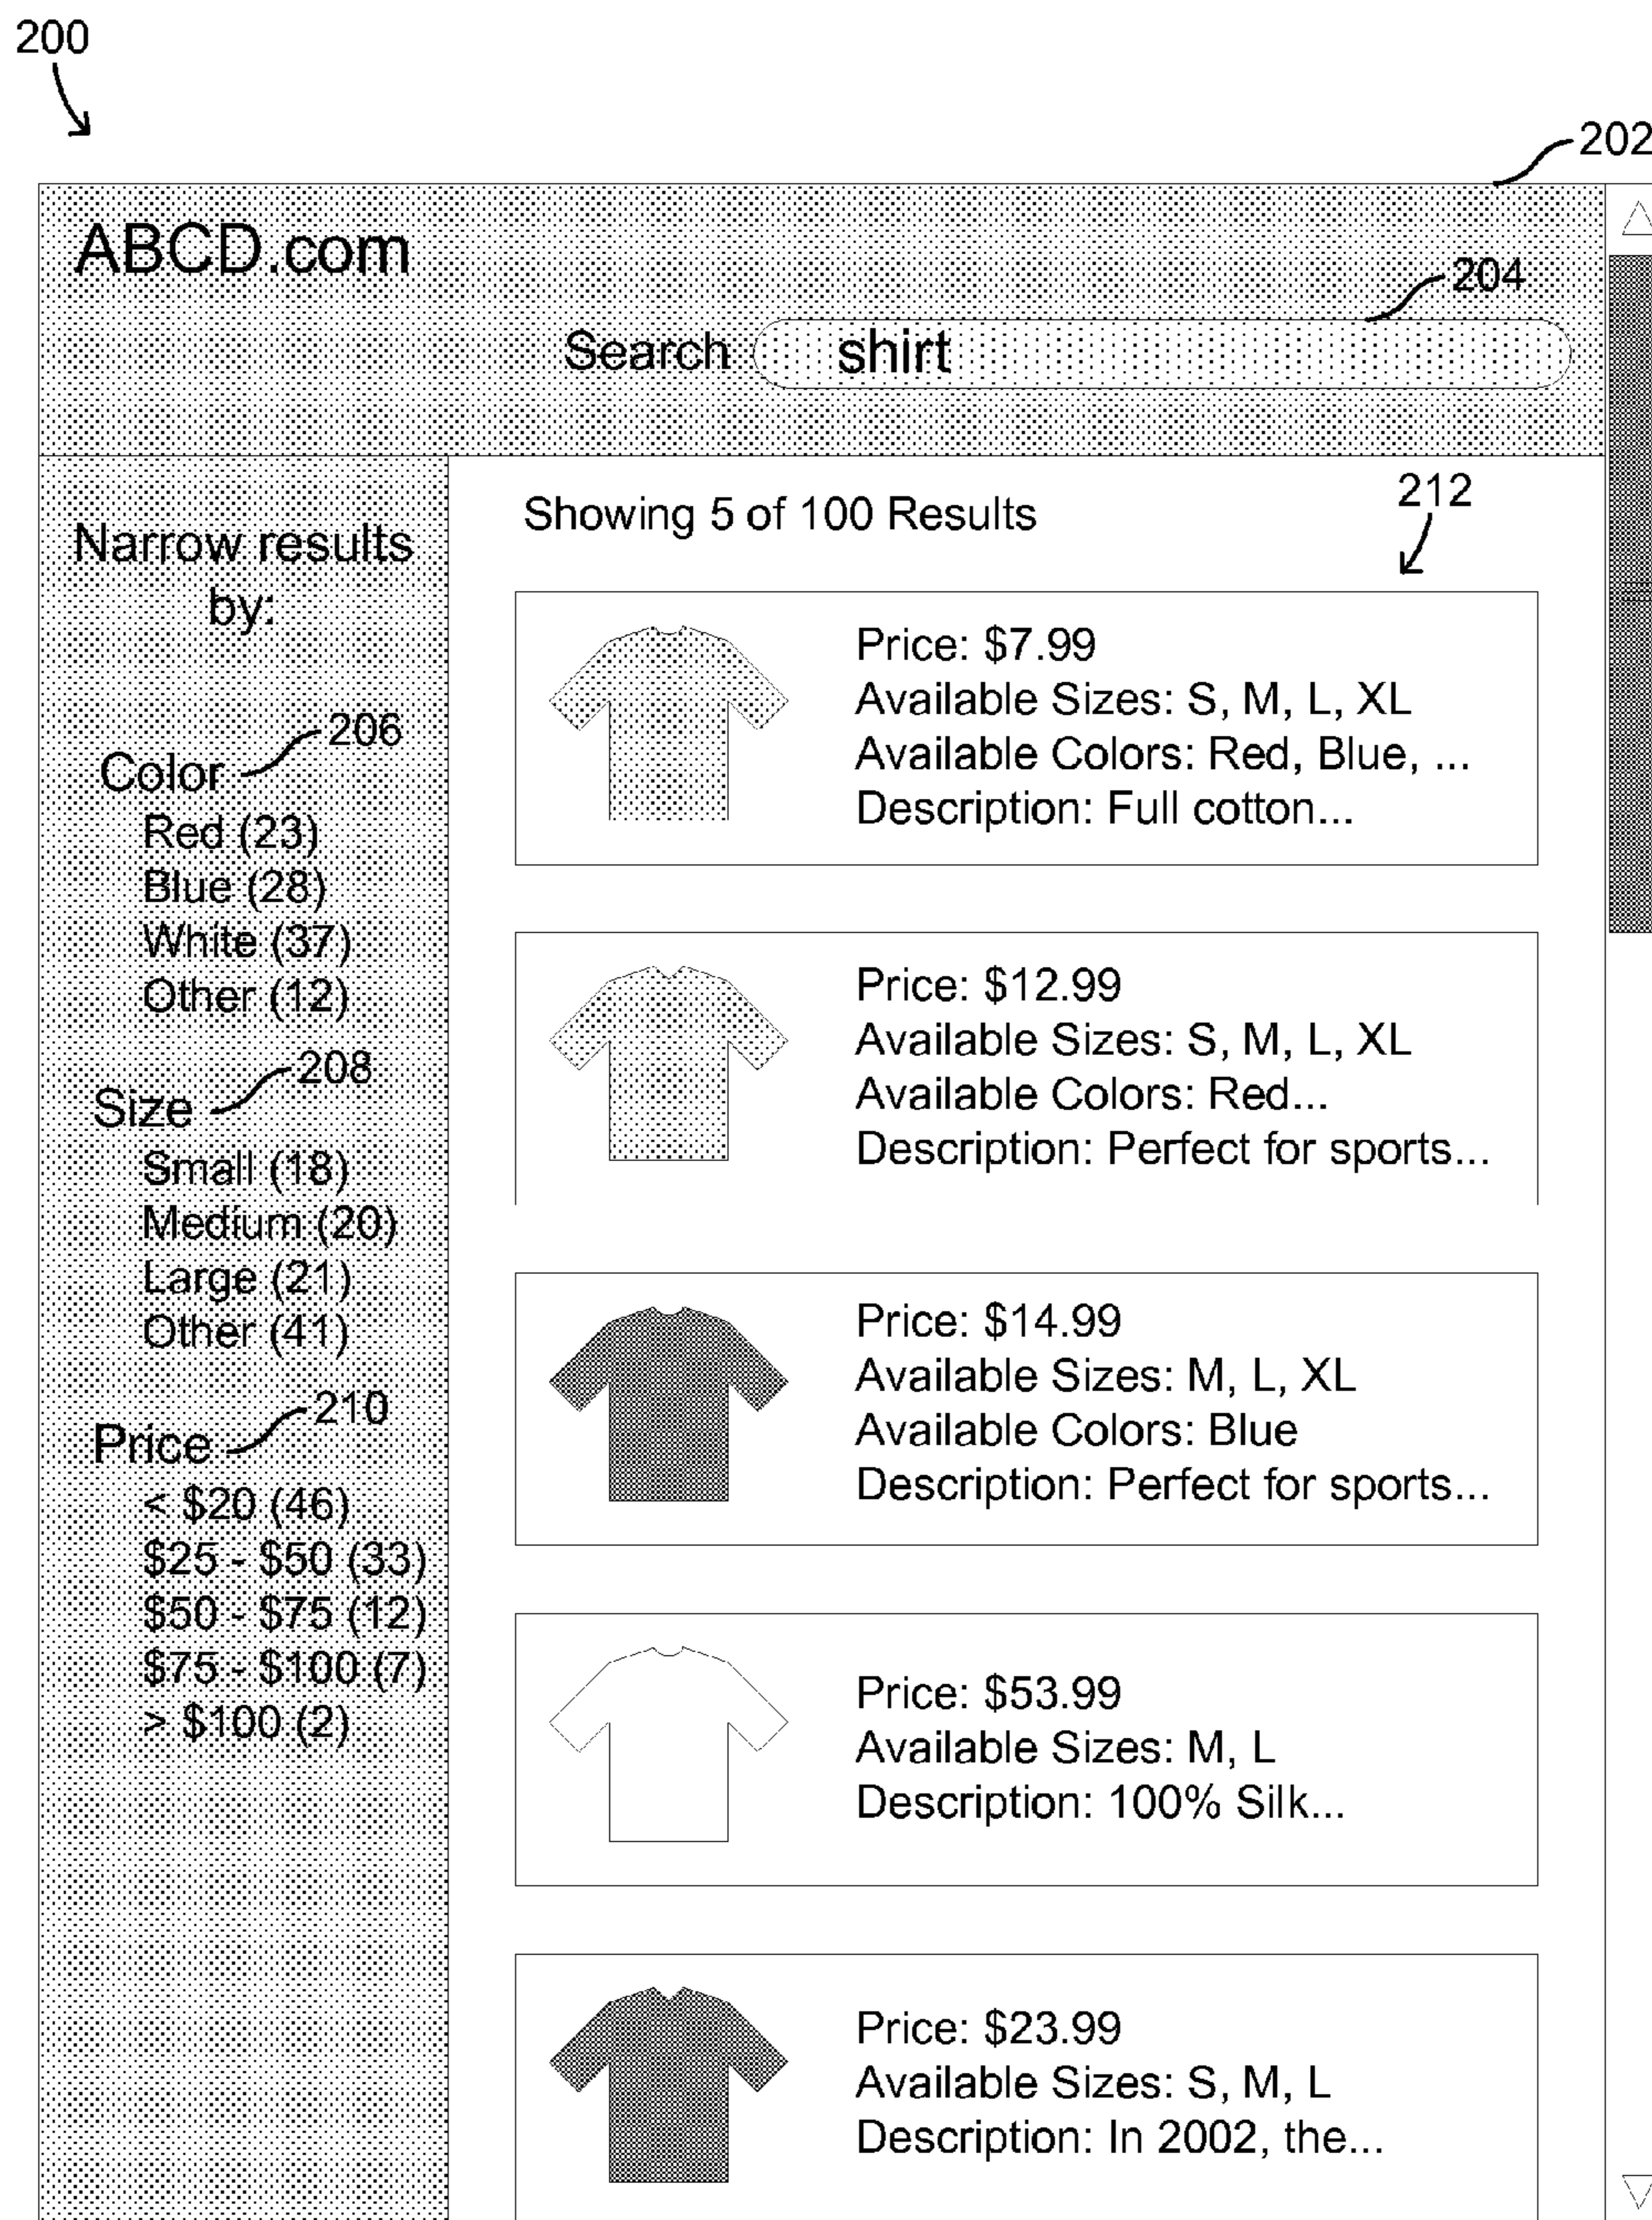 200
202
ABCD.com
204
Search shirt
Narrow results
by:
Color 206
Red (23)
Blue (28)
White (37)
Other (12)
Size 208
Small (18)
Medium (20)
Large (21)
Other (41)
Price 210
< $20 (46)
$25 - $50 (33)
$50 - $75 (12)
$75 - $100 (7)
> $100 (2)
Showing 5 of 100 Results
212
Price: $7.99
Available Sizes: S, M, L, XL
Available Colors: Red, Blue, ...
Description: Full cotton...
Price: $12.99
Available Sizes: S, M, L, XL
Available Colors: Red...
Description: Perfect for sports...
Price: $14.99
Available Sizes: M, L, XL
Available Colors: Blue
Description: Perfect for sports...
Price: $53.99
Available Sizes: M, L
Description: 100% Silk...
Price: $23.99
Available Sizes: S, M, L
Description: In 2002, the...